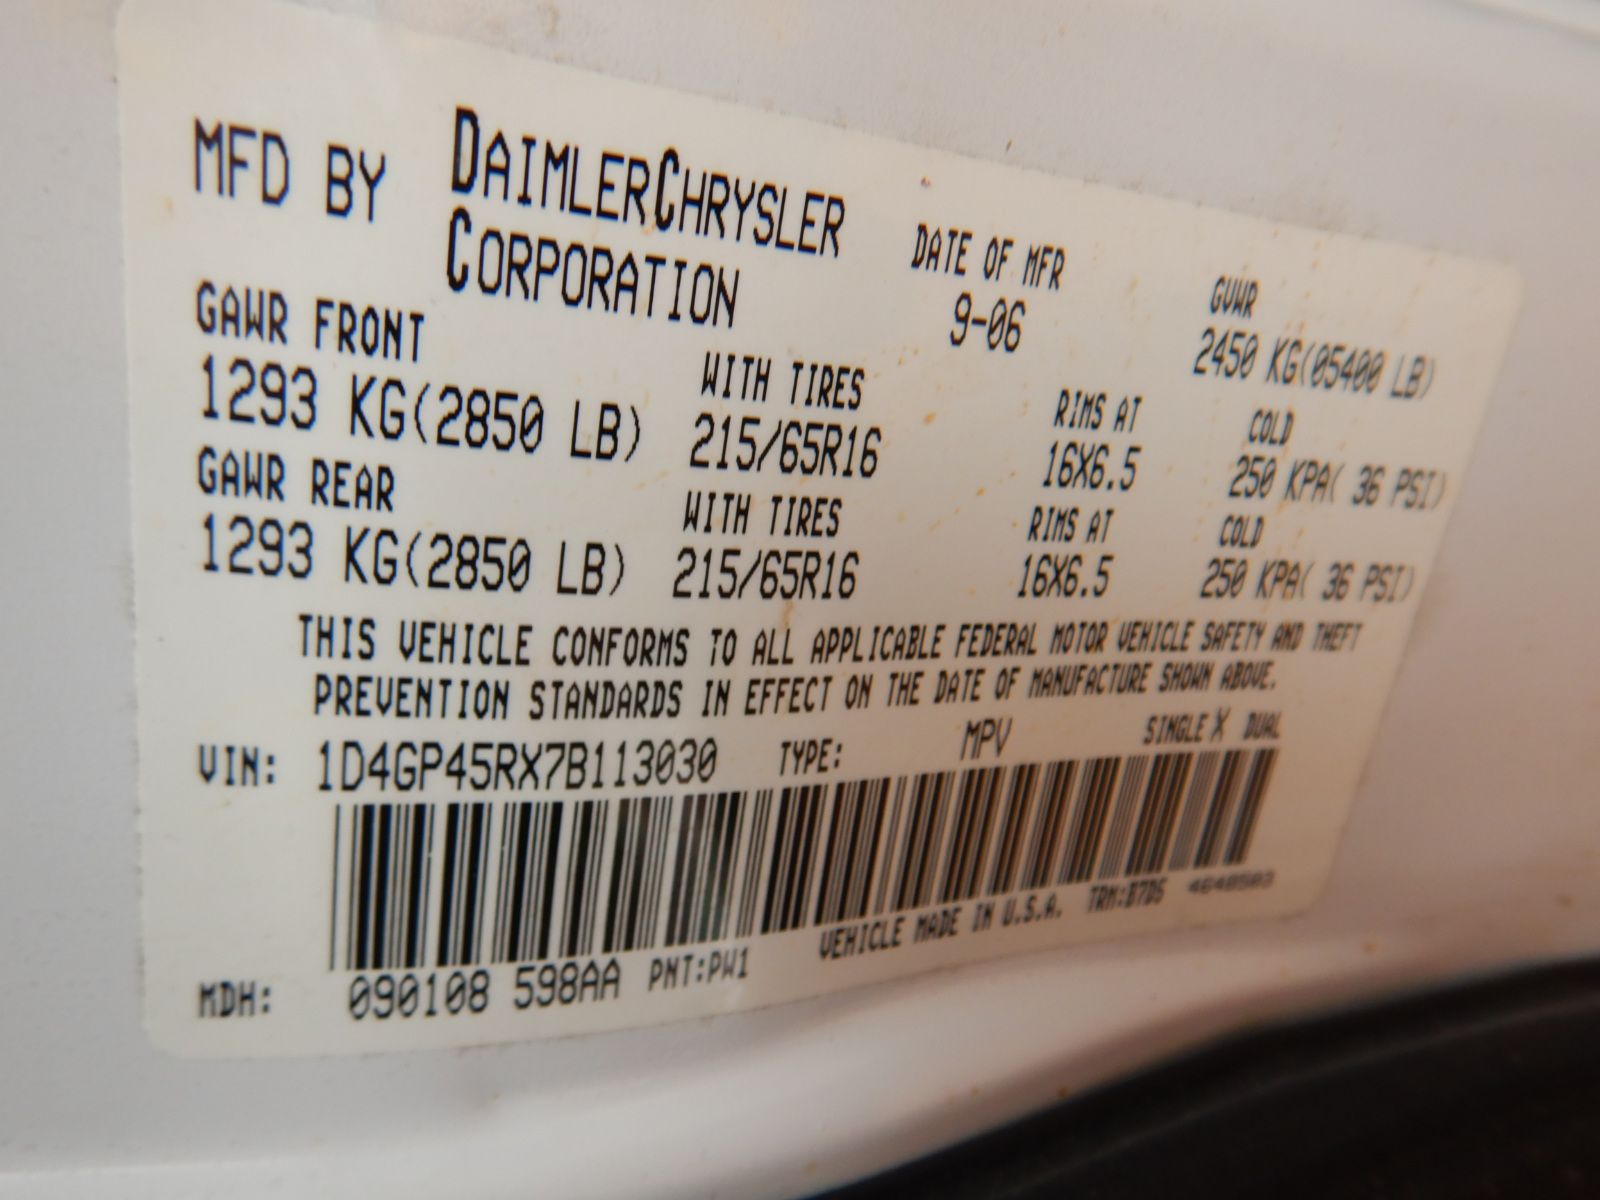 MFD BY DAIMLERCHRYSLER CORPORATION
DATE OF MFR 9-06
GVWR 2450 KG(05400 LB)
GAWR FRONT WITH TIRES RIMS AT COLD
1293 KG(2850 LB) 215/65R16 16X6.5 250 KPA( 36 PSI)
GAWR REAR WITH TIRES RIMS AT COLD
1293 KG(2850 LB) 215/65R16 16X6.5 250 KPA( 36 PSI)
THIS VEHICLE CONFORMS TO ALL APPLICABLE FEDERAL MOTOR VEHICLE SAFETY AND THEFT
PREVENTION STANDARDS IN EFFECT ON THE DATE OF MANUFACTURE SHOWN ABOVE.
VIN: 1D4GP45RX7B113030 TYPE: MPV SINGLE X DUAL
MDH: 090108 598AA PNT:PW1 VEHICLE MADE IN U.S.A. TRM:B7D5